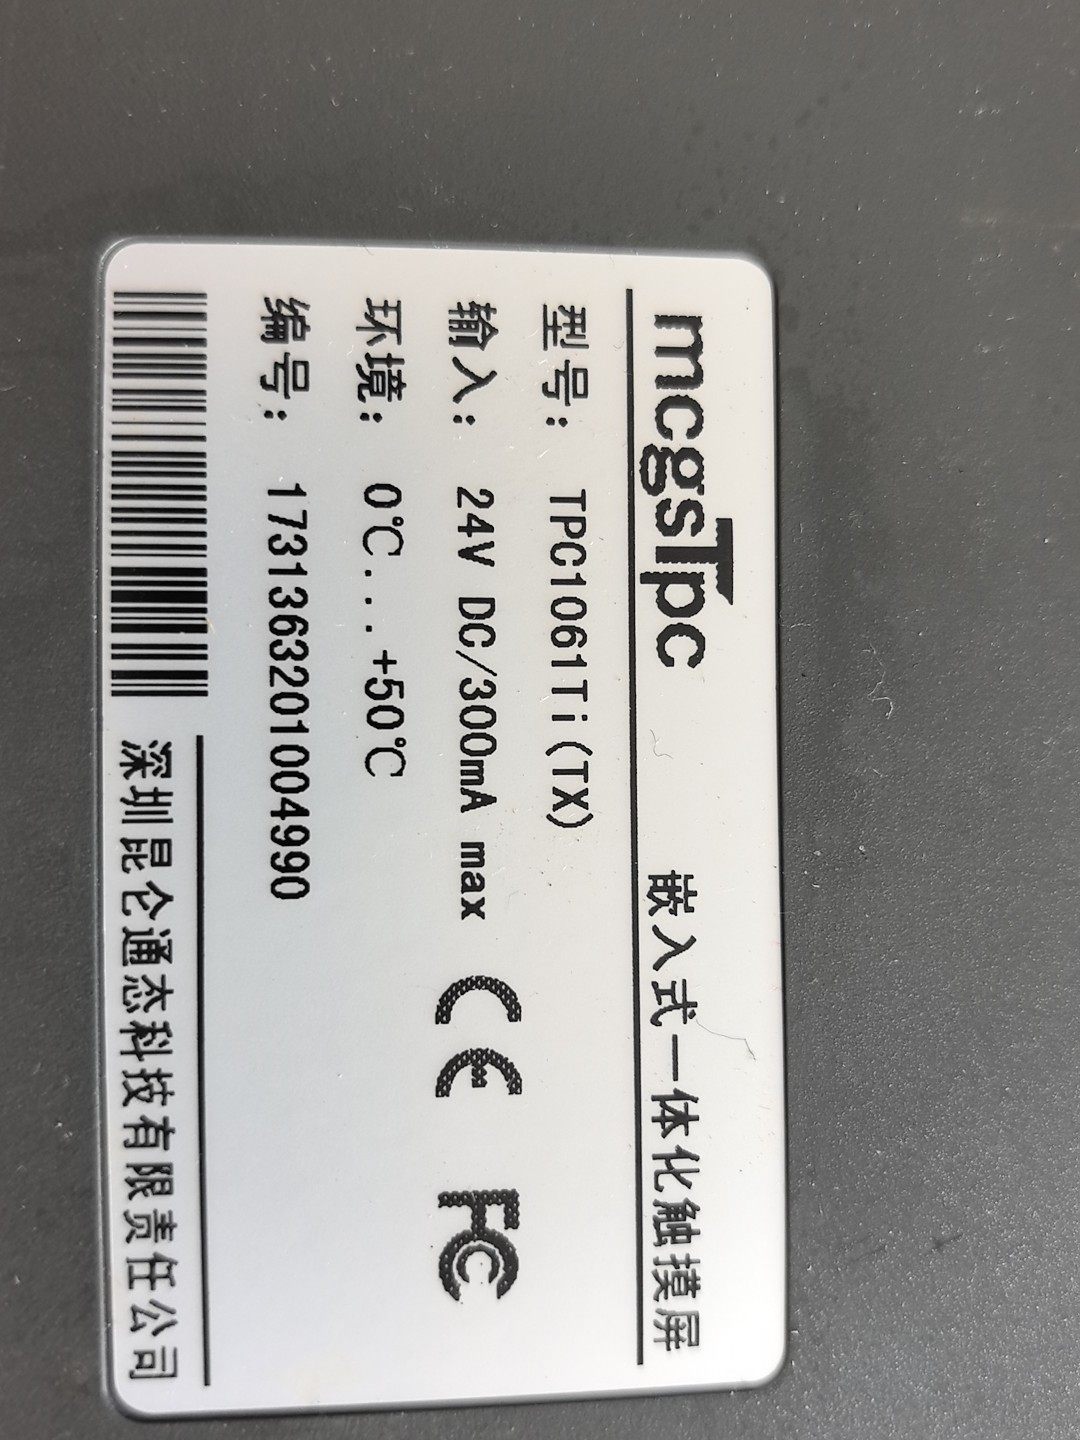 mcgsTpc 嵌入式一体化触摸屏
型号: TPC1061Ti(TX)
输入: 24V DC/300mA max CE FC
环境: 0℃...+50℃
编号: 1731363201004990
深圳昆仑通态科技有限责任公司